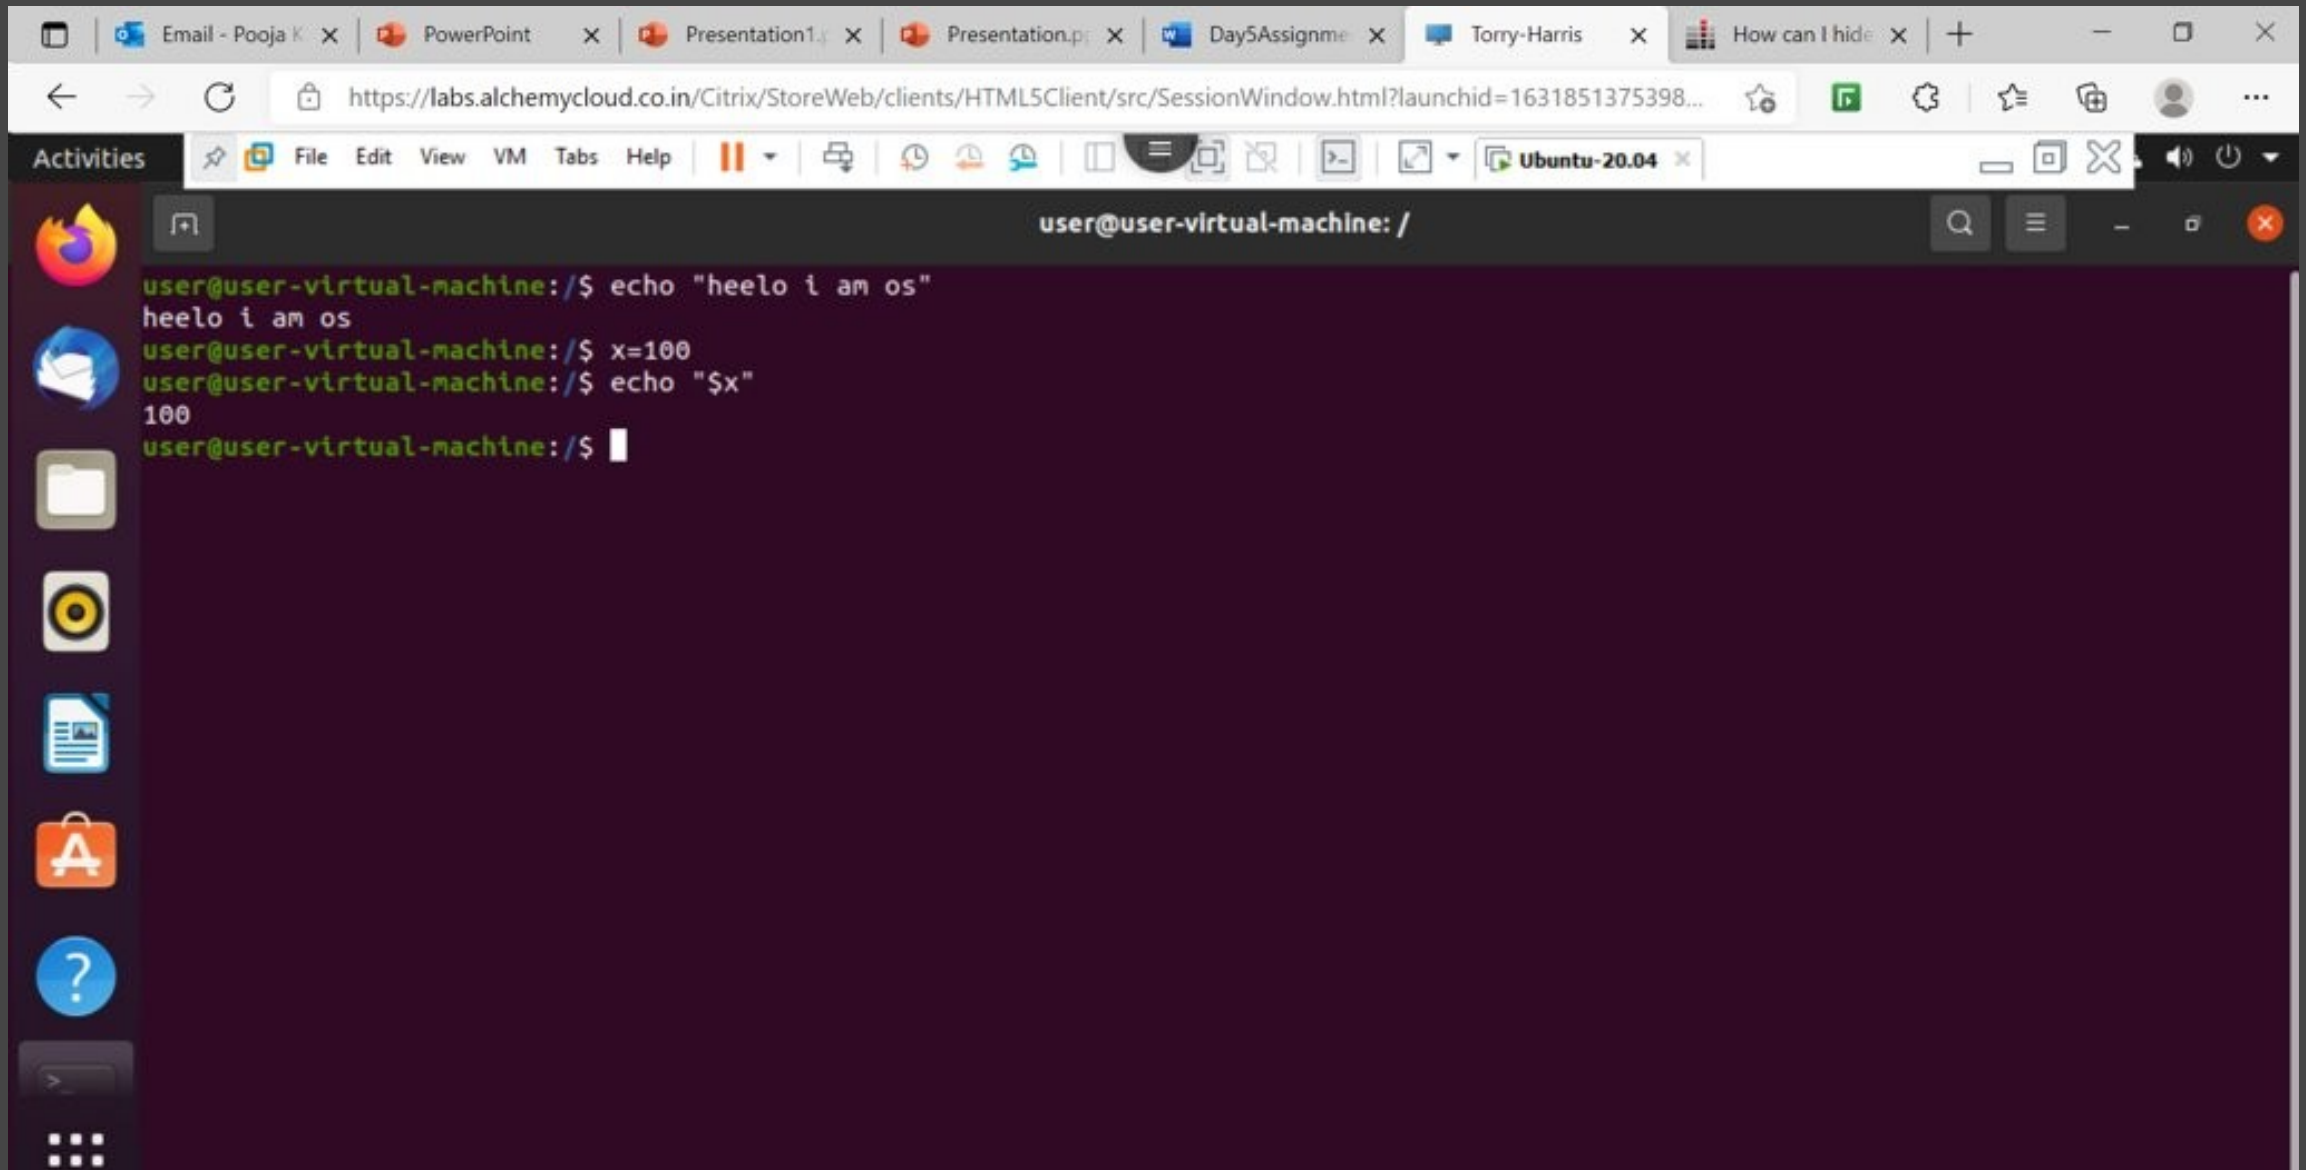 Email - Pooja K
PowerPoint
Presentation1.
Presentation.p
Day5Assignme
Torry-Harris
How can I hide
https://labs.alchemycloud.co.in/Citrix/StoreWeb/clients/HTML5Client/src/SessionWindow.html?launchid=1631851375398...
Activities
File Edit View VM Tabs Help
Ubuntu-20.04
user@user-virtual-machine: /
user@user-virtual-machine:/$ echo "heelo i am os"
heelo i am os
user@user-virtual-machine:/$ x=100
user@user-virtual-machine:/$ echo "$x"
100
user@user-virtual-machine:/$